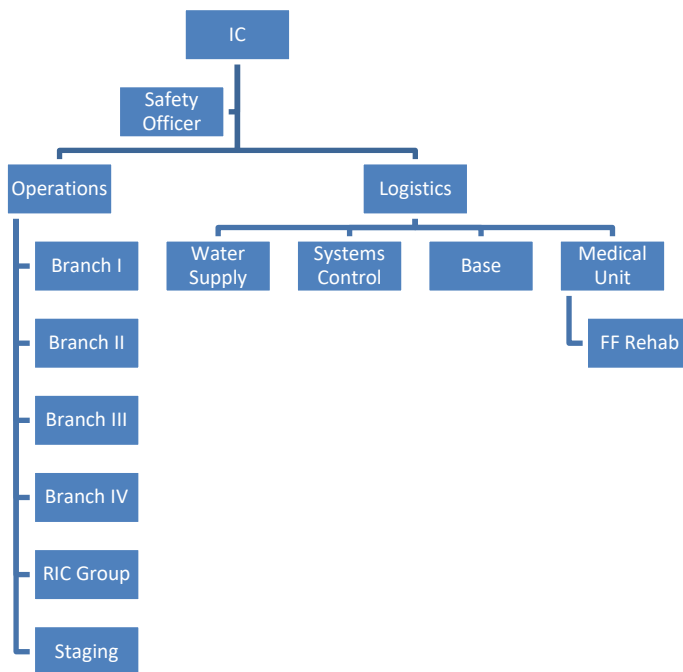 IC
Safety
Officer
Operations
Logistics
Water
Supply
Systems
Control
Base
Medical
Unit
FF Rehab
Branch I
Branch II
Branch III
Branch IV
RIC Group
Staging